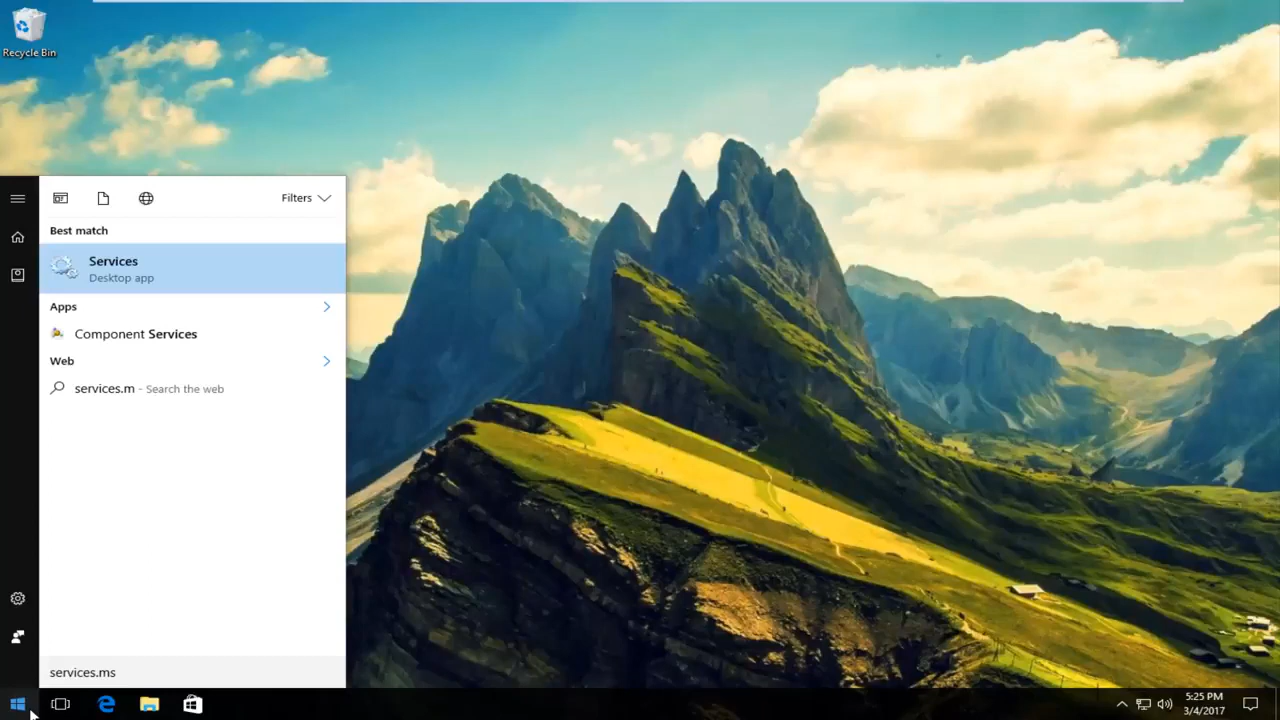 Recycle Bin
Filters
Best match
Services
Desktop app
Apps
Component Services
Web
services.m - Search the web
services.ms
5:25 PM
3/4/2017